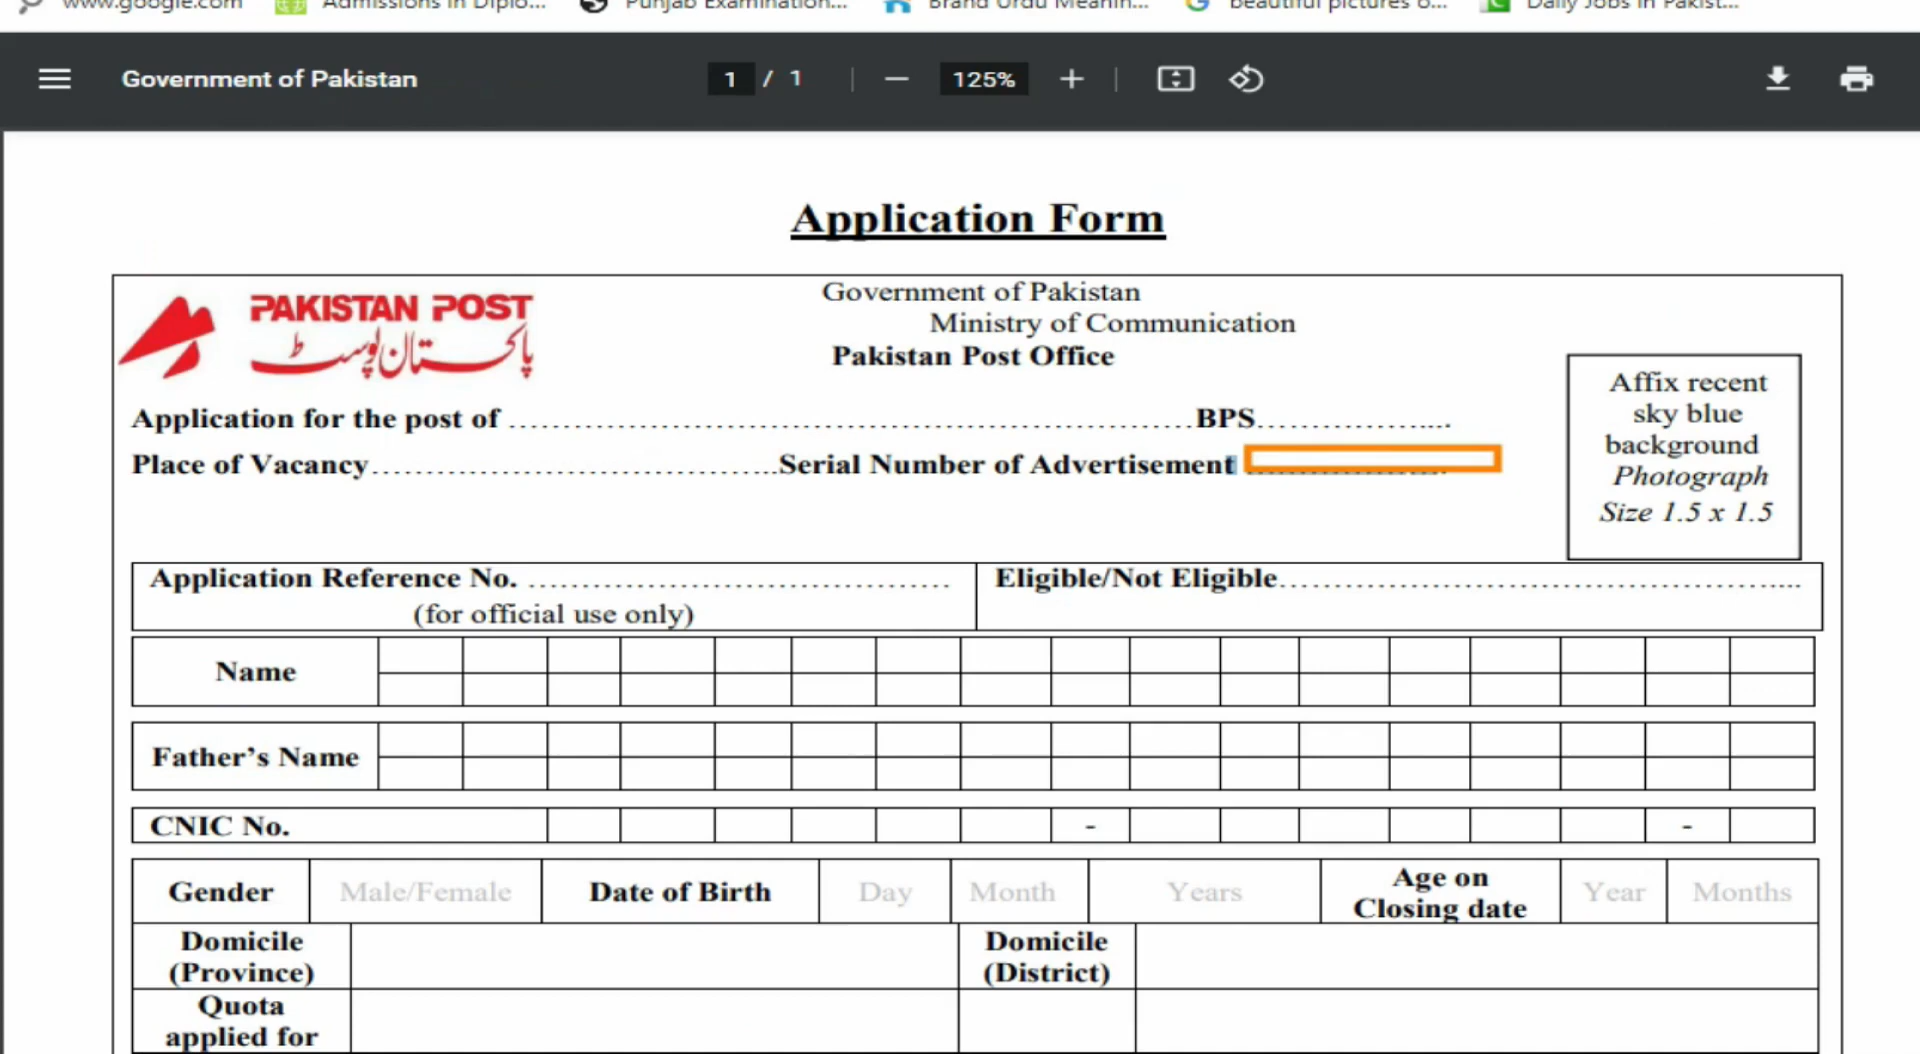 www.google.com Admissions in Diplo... Punjab Examination... Brand Urdu Meanin... beautiful pictures o... Daily Jobs in Pakist...
Government of Pakistan 1 / 1 125%
Application Form
PAKISTAN POST
پاکستان پوسٹ
Government of Pakistan
Ministry of Communication
Pakistan Post Office
Affix recent
sky blue
background
Photograph
Size 1.5 x 1.5
Application for the post of ........................................................ BPS....................
Place of Vacancy..................................Serial Number of Advertisement
Application Reference No. ...................................
(for official use only)
Eligible/Not Eligible..............................................
Name
Father's Name
CNIC No. - -
Gender Male/Female Date of Birth Day Month Years Age on Closing date Year Months
Domicile (Province) Domicile (District)
Quota applied for